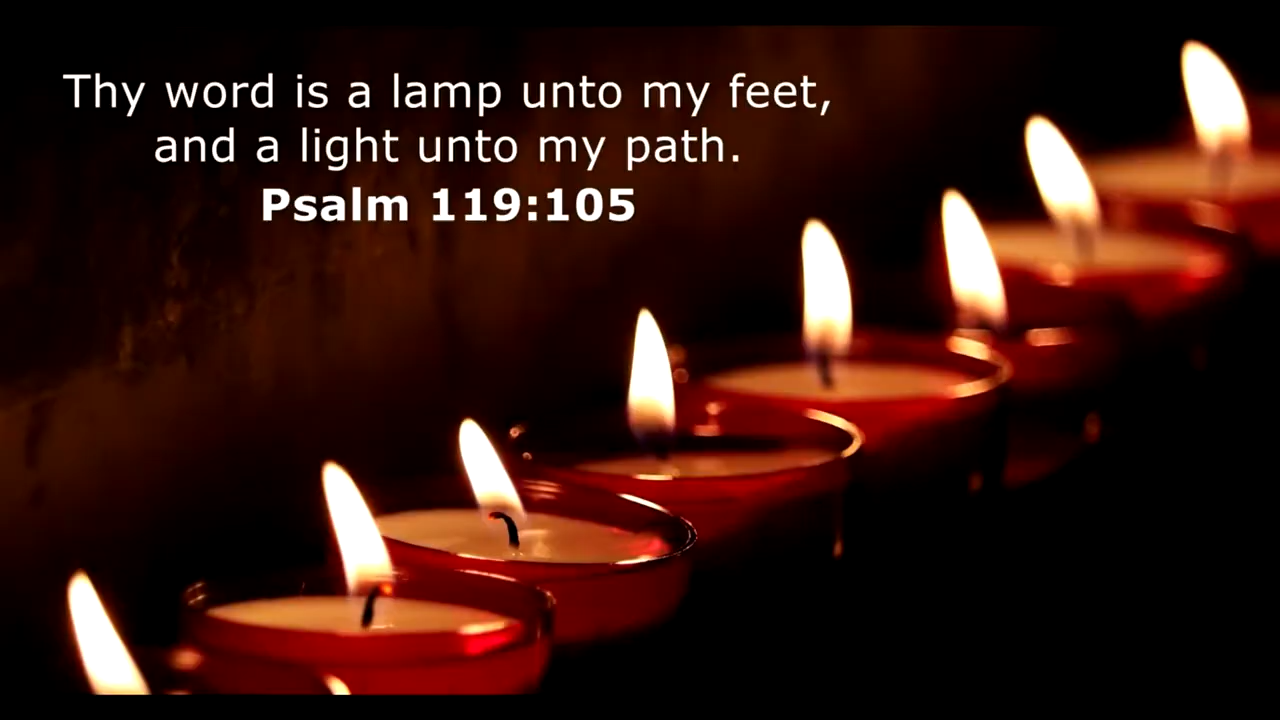 Thy word is a lamp unto my feet,
and a light unto my path.
Psalm 119:105